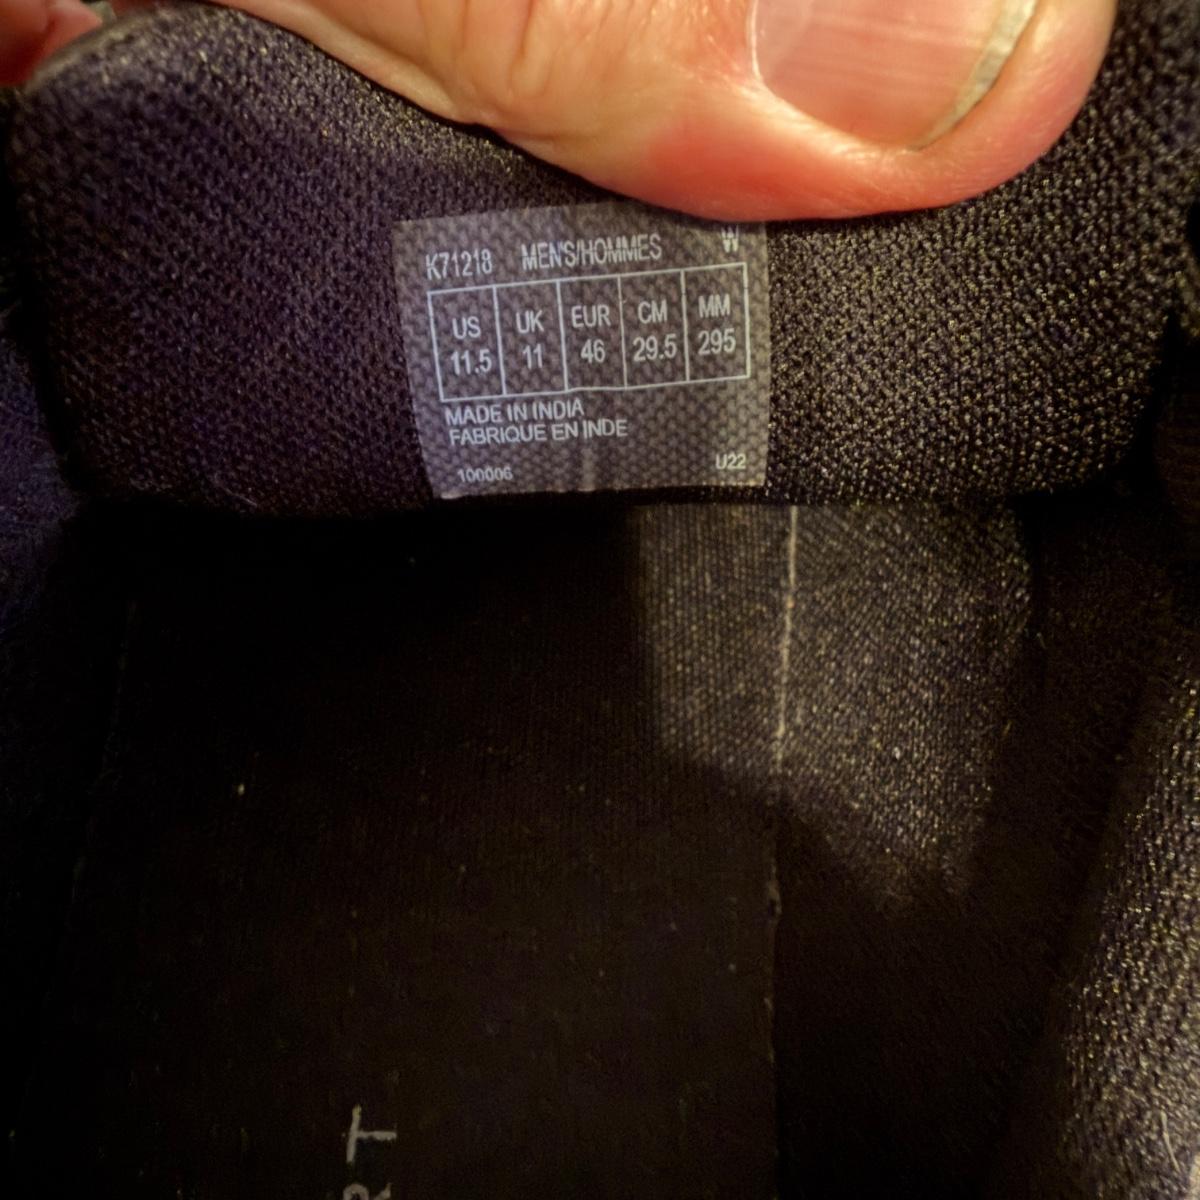 K71218 MEN'S/HOMMES W
US UK EUR CM MM
11.5 11 46 29.5 295
MADE IN INDIA
FABRIQUE EN INDE
100006 U22
RT